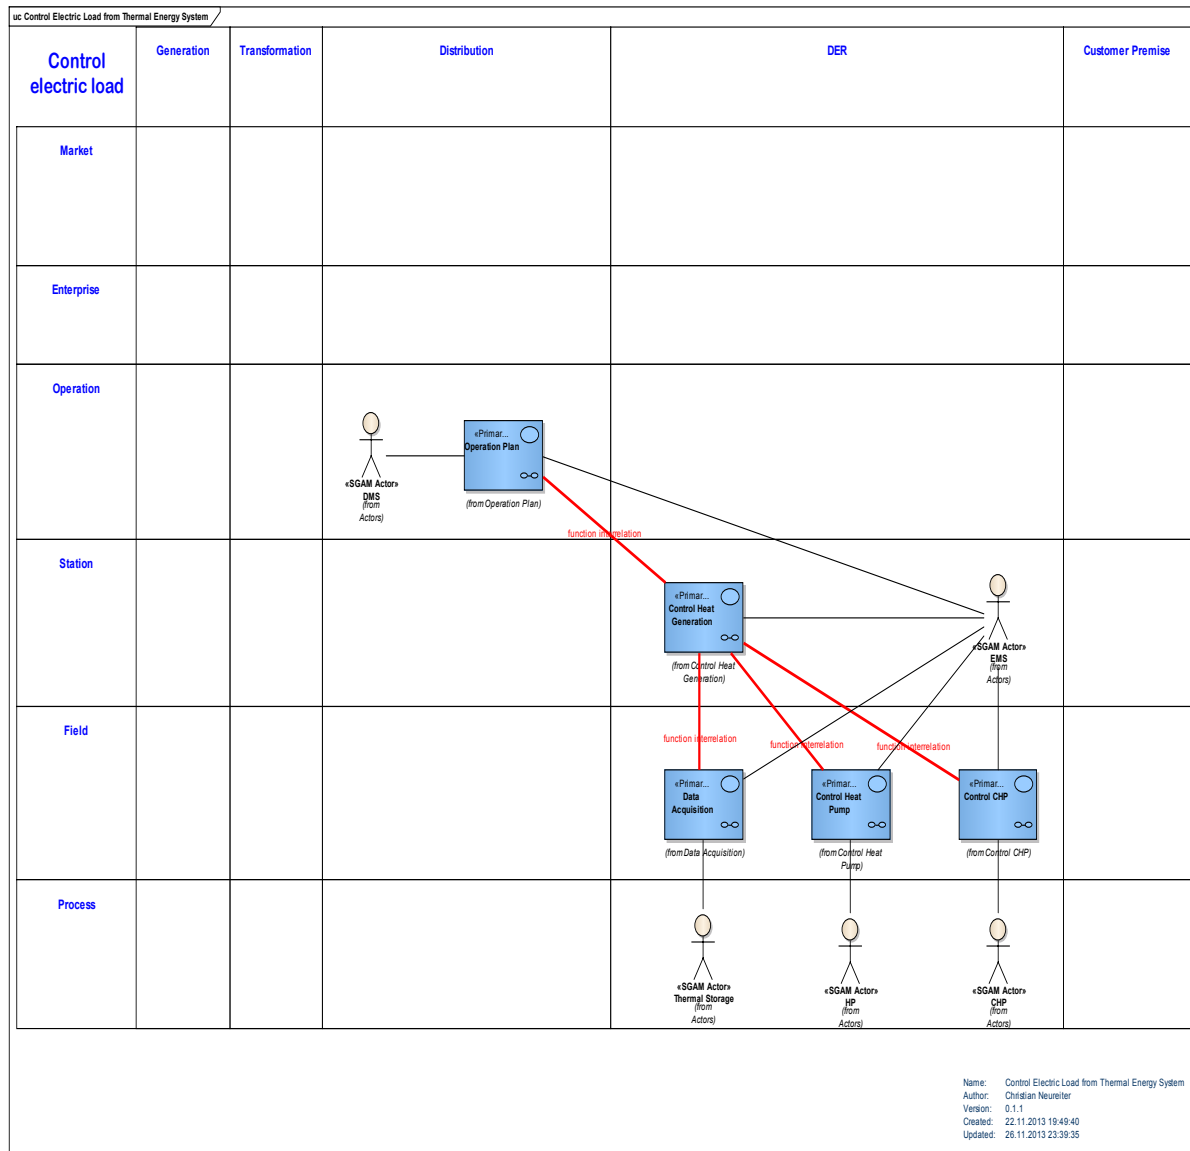 uc Control Electric Load from Thermal Energy System
Control
electric load
Generation
Transformation
Distribution
DER
Customer Premise
Market
Enterprise
Operation
«SGAM Actor»
DMS
(from
Actors)
«Primar...
Operation Plan
(from Operation Plan)
function interrelation
Station
«Primar...
Control Heat
Generation
(from Control Heat
Generation)
«SGAM Actor»
EMS
(from
Actors)
Field
function interrelation
function interrelation
function interrelation
«Primar...
Data
Acquisition
(from Data Acquisition)
«Primar...
Control Heat
Pump
(from Control Heat
Pump)
«Primar...
Control CHP
(from Control CHP)
Process
«SGAM Actor»
Thermal Storage
(from
Actors)
«SGAM Actor»
HP
(from
Actors)
«SGAM Actor»
CHP
(from
Actors)
Name: Control Electric Load from Thermal Energy System
Author: Christian Neureiter
Version: 0.1.1
Created: 22.11.2013 19:49:40
Updated: 26.11.2013 23:39:35